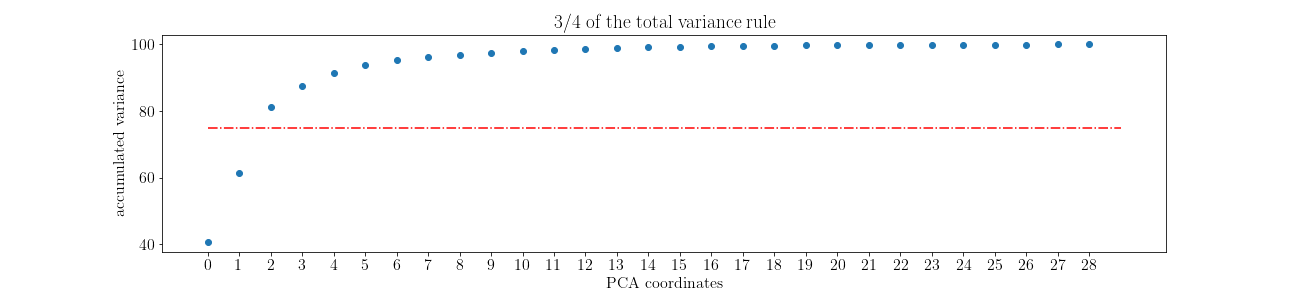 3/4 of the total variance rule
accumulated variance
100
80
60
40
0 1 2 3 4 5 6 7 8 9 10 11 12 13 14 15 16 17 18 19 20 21 22 23 24 25 26 27 28
PCA coordinates